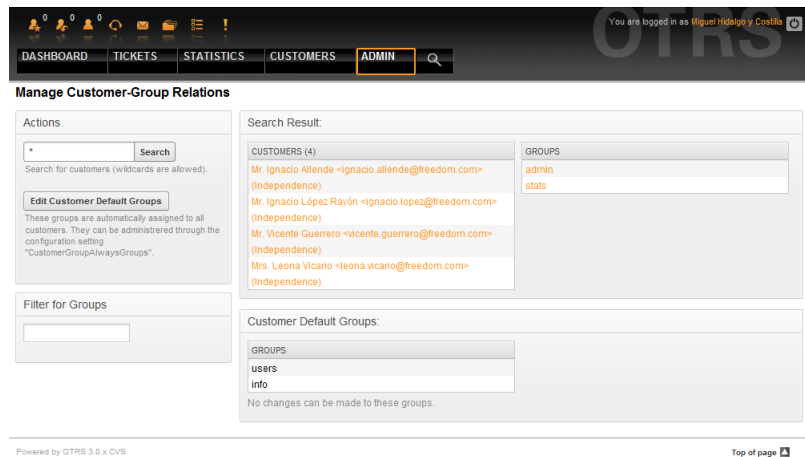 OTRS
0 0 0
You are logged in as Miguel Hidalgo y Costilla
DASHBOARD TICKETS STATISTICS CUSTOMERS ADMIN
Manage Customer-Group Relations
Actions
*
Search
Search for customers (wildcards are allowed).
Edit Customer Default Groups
These groups are automatically assigned to all
customers. They can be administrered through the
configuration setting
"CustomerGroupAlwaysGroups".
Filter for Groups
Search Result:
CUSTOMERS (4)
Mr. Ignacio Allende <ignacio.allende@freedom.com>
(Independence)
Mr. Ignacio López Rayón <ignacio.lopez@freedom.com>
(Independence)
Mr. Vicente Guerrero <vicente.guerrero@freedom.com>
(Independence)
Mrs. Leona Vicario <leona.vicario@freedom.com>
(Independence)
GROUPS
admin
stats
Customer Default Groups:
GROUPS
users
info
No changes can be made to these groups.
Powered by OTRS 3.0.x CVS
Top of page